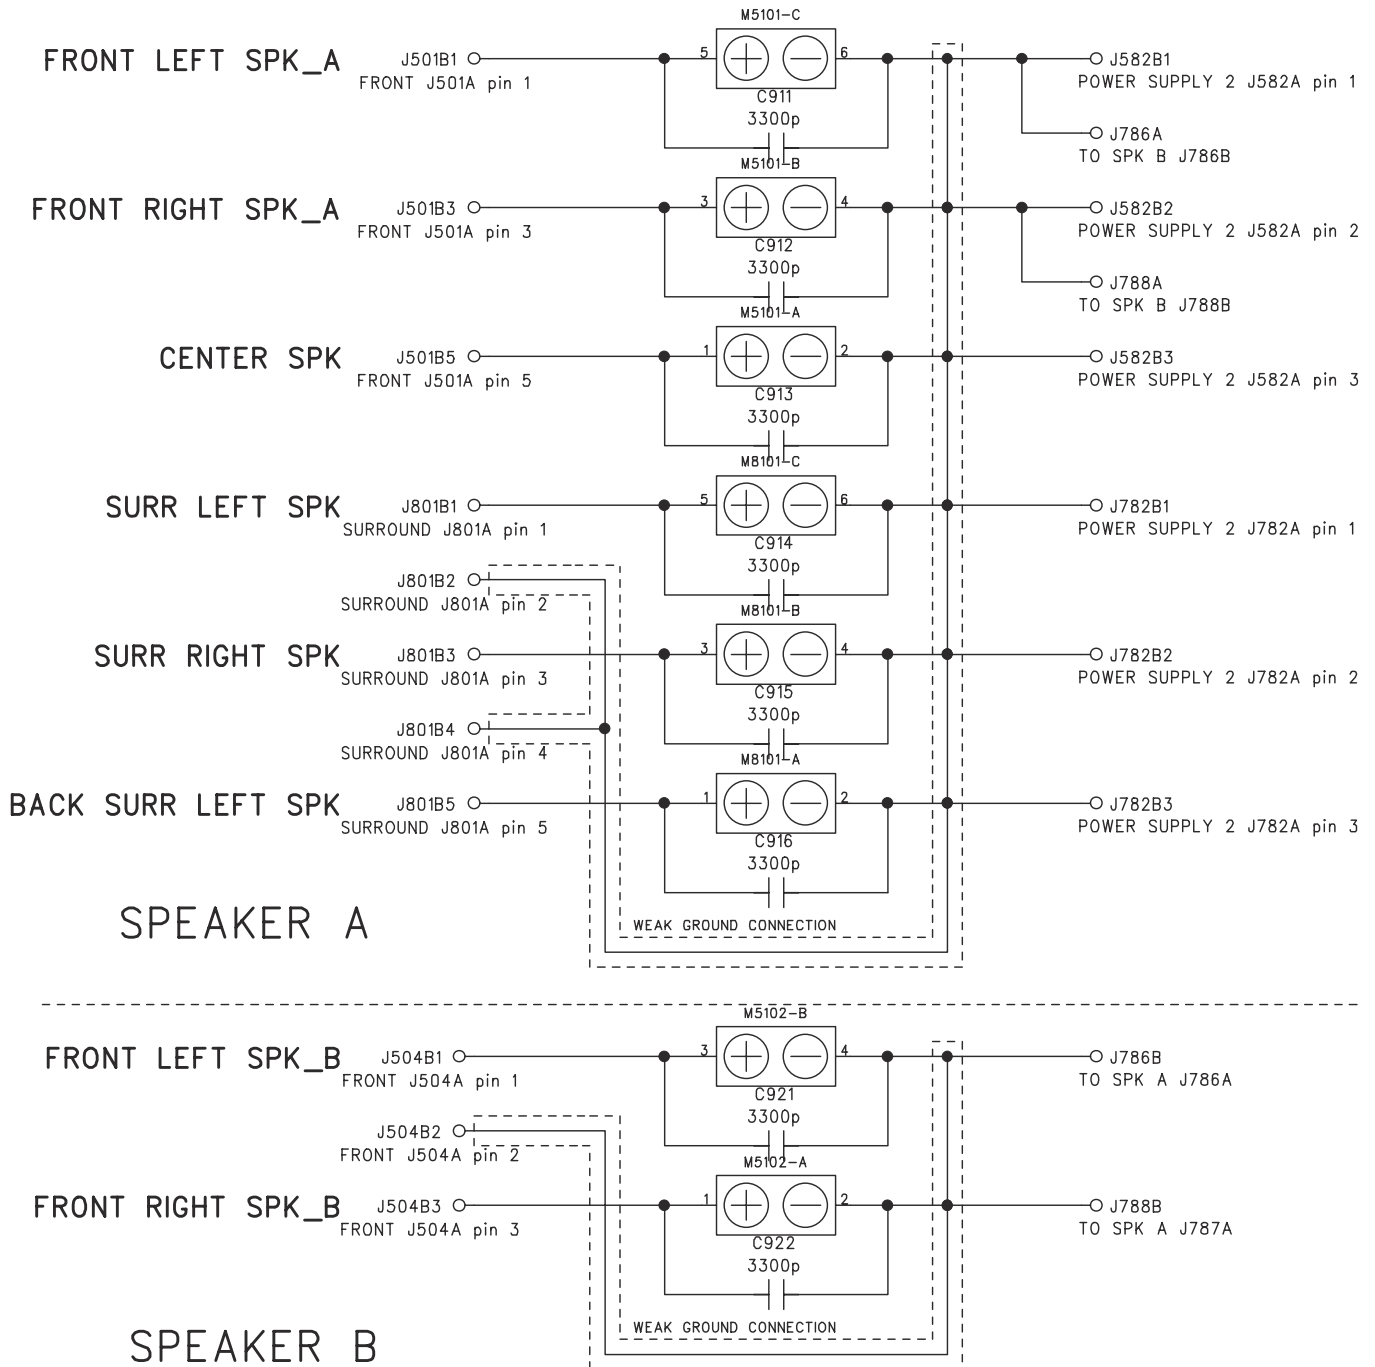 M5101-C
FRONT LEFT SPK_A J501B1 5 6 J582B1
FRONT J501A pin 1 POWER SUPPLY 2 J582A pin 1
C911
3300p
J786A
TO SPK B J786B
M5101-B
FRONT RIGHT SPK_A J501B3 3 4 J582B2
FRONT J501A pin 3 POWER SUPPLY 2 J582A pin 2
C912
3300p
J788A
TO SPK B J788B
M5101-A
CENTER SPK J501B5 1 2 J582B3
FRONT J501A pin 5 POWER SUPPLY 2 J582A pin 3
C913
3300p
M8101-C
SURR LEFT SPK J801B1 5 6 J782B1
SURROUND J801A pin 1 POWER SUPPLY 2 J782A pin 1
C914
3300p
J801B2
SURROUND J801A pin 2
M8101-B
SURR RIGHT SPK J801B3 3 4 J782B2
SURROUND J801A pin 3 POWER SUPPLY 2 J782A pin 2
C915
3300p
J801B4
SURROUND J801A pin 4
M8101-A
BACK SURR LEFT SPK J801B5 1 2 J782B3
SURROUND J801A pin 5 POWER SUPPLY 2 J782A pin 3
C916
3300p
SPEAKER A
WEAK GROUND CONNECTION
M5102-B
FRONT LEFT SPK_B J504B1 3 4 J786B
FRONT J504A pin 1 TO SPK A J786A
C921
3300p
J504B2
FRONT J504A pin 2
M5102-A
FRONT RIGHT SPK_B J504B3 1 2 J788B
FRONT J504A pin 3 TO SPK A J787A
C922
3300p
WEAK GROUND CONNECTION
SPEAKER B